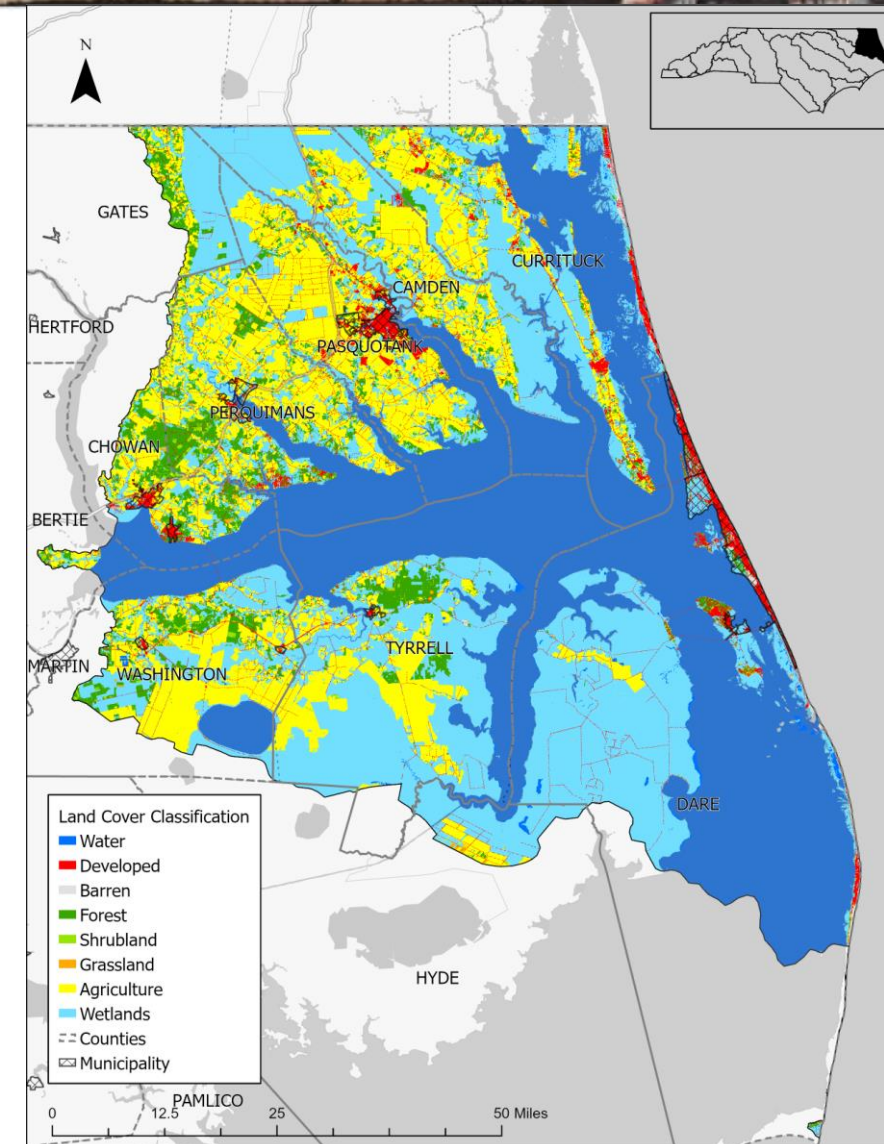 N
GATES
CURRITUCK
CAMDEN
HERTFORD
PASQUOTANK
PERQUIMANS
CHOWAN
BERTIE
TYRRELL
MARTIN
WASHINGTON
DARE
HYDE
PAMLICO
Land Cover Classification
Water
Developed
Barren
Forest
Shrubland
Grassland
Agriculture
Wetlands
Counties
Municipality
0 12.5 25 50 Miles